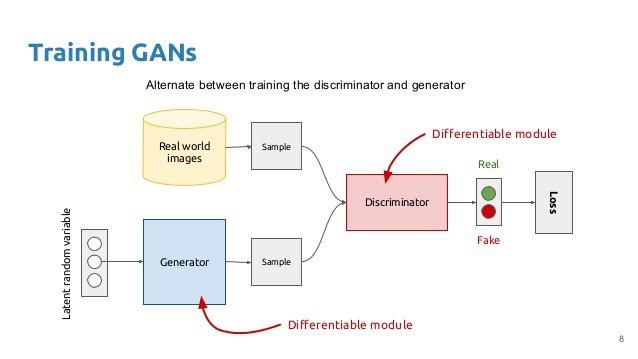 Training GANs
Alternate between training the discriminator and generator
Real world
images
Sample
Differentiable module
Real
Discriminator
Loss
Fake
Latent random variable
Generator
Sample
Differentiable module
8